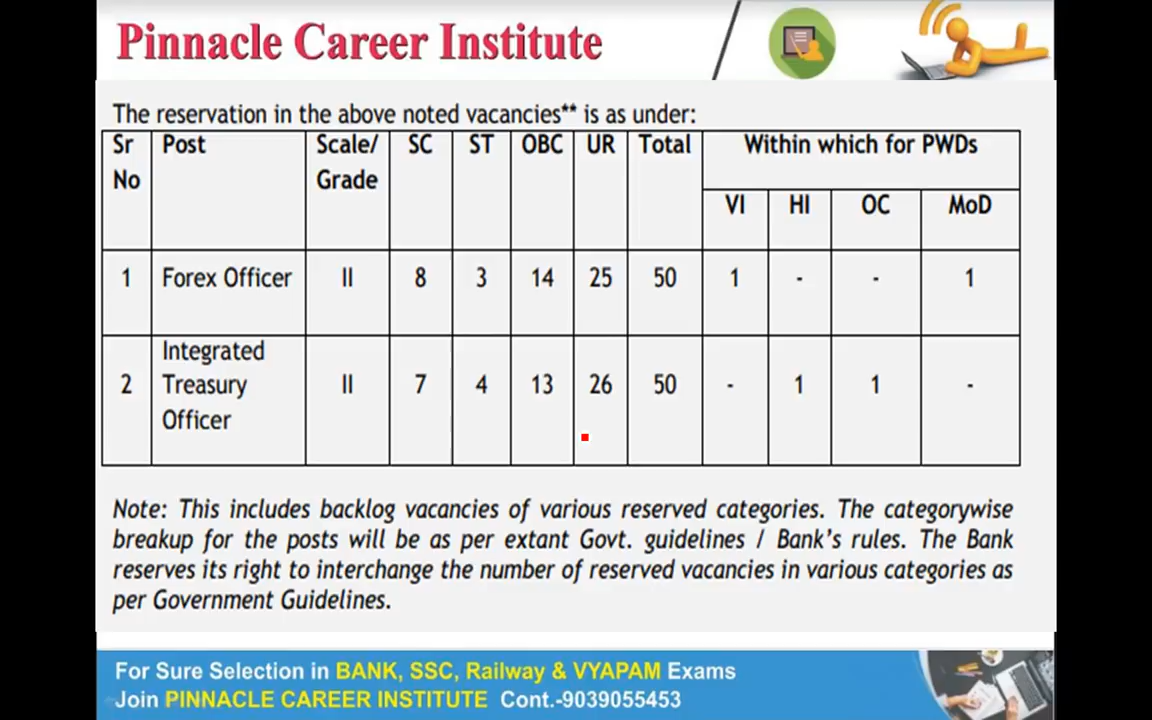 Pinnacle Career Institute
The reservation in the above noted vacancies** is as under:
Sr No Post Scale/ Grade SC ST OBC UR Total Within which for PWDs
VI HI OC MoD
1 Forex Officer II 8 3 14 25 50 1 - - 1
2 Integrated Treasury Officer II 7 4 13 26 50 - 1 1 -
Note: This includes backlog vacancies of various reserved categories. The categorywise
breakup for the posts will be as per extant Govt. guidelines / Bank's rules. The Bank
reserves its right to interchange the number of reserved vacancies in various categories as
per Government Guidelines.
For Sure Selection in BANK, SSC, Railway & VYAPAM Exams
Join PINNACLE CAREER INSTITUTE Cont.-9039055453